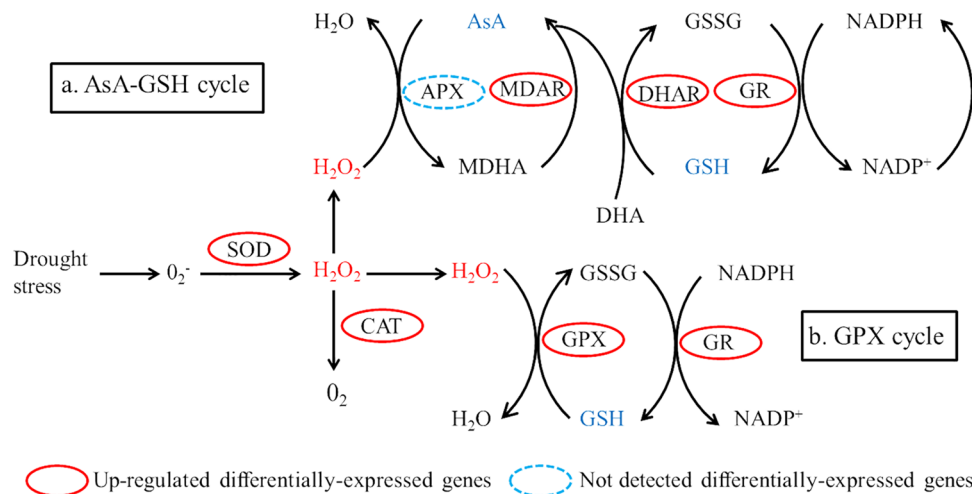 H₂O
AsA
GSSG
NADPH
a. AsA-GSH cycle
APX
MDAR
DHAR
GR
H₂O₂
MDHA
GSH
NADP⁺
DHA
Drought
stress
0₂⁻
SOD
H₂O₂
H₂O₂
GSSG
NADPH
CAT
GPX
GR
b. GPX cycle
0₂
H₂O
GSH
NADP⁺
Up-regulated differentially-expressed genes
Not detected differentially-expressed genes